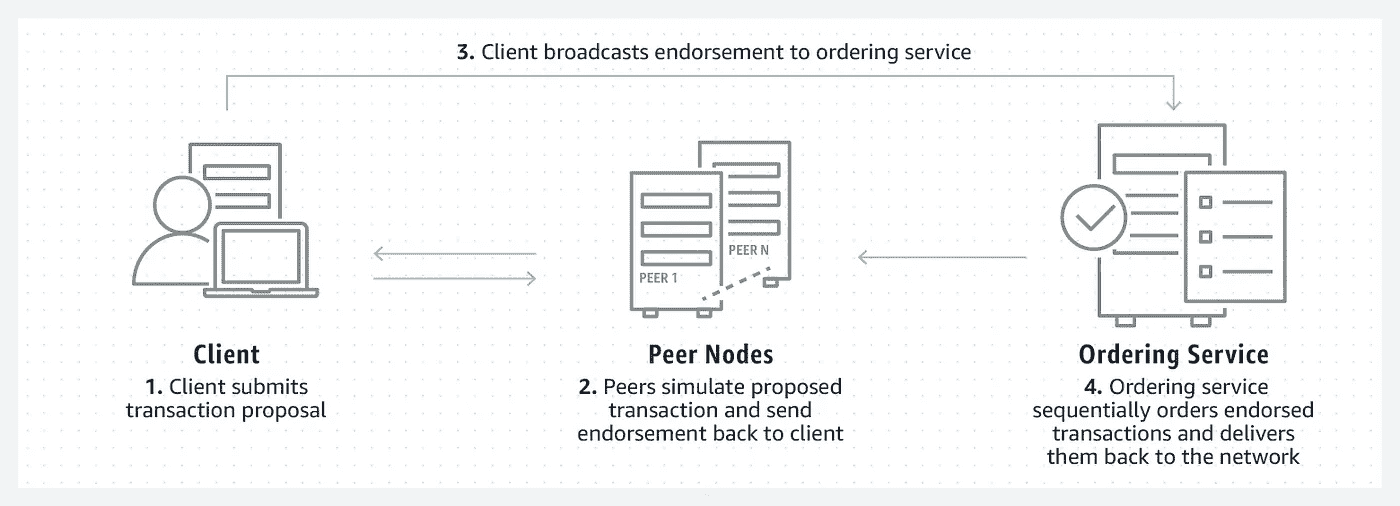 3. Client broadcasts endorsement to ordering service
PEER N
PEER 1
Client
1. Client submits
transaction proposal
Peer Nodes
2. Peers simulate proposed
transaction and send
endorsement back to client
Ordering Service
4. Ordering service
sequentially orders endorsed
transactions and delivers
them back to the network